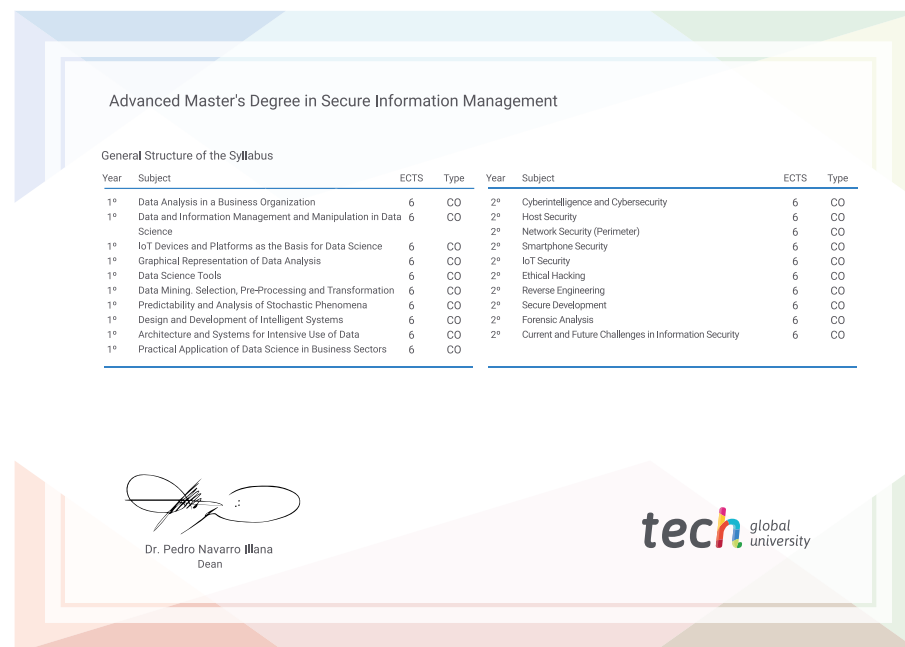 Advanced Master's Degree in Secure Information Management
General Structure of the Syllabus
Year Subject ECTS Type
1º Data Analysis in a Business Organization 6 CO
1º Data and Information Management and Manipulation in Data 6 CO
Science
1º IoT Devices and Platforms as the Basis for Data Science 6 CO
1º Graphical Representation of Data Analysis 6 CO
1º Data Science Tools 6 CO
1º Data Mining. Selection, Pre-Processing and Transformation 6 CO
1º Predictability and Analysis of Stochastic Phenomena 6 CO
1º Design and Development of Intelligent Systems 6 CO
1º Architecture and Systems for Intensive Use of Data 6 CO
1º Practical Application of Data Science in Business Sectors 6 CO
Year Subject ECTS Type
2º Cyberintelligence and Cybersecurity 6 CO
2º Host Security 6 CO
2º Network Security (Perimeter) 6 CO
2º Smartphone Security 6 CO
2º IoT Security 6 CO
2º Ethical Hacking 6 CO
2º Reverse Engineering 6 CO
2º Secure Development 6 CO
2º Forensic Analysis 6 CO
2º Current and Future Challenges in Information Security 6 CO
Dr. Pedro Navarro Illana
Dean
tech global
university